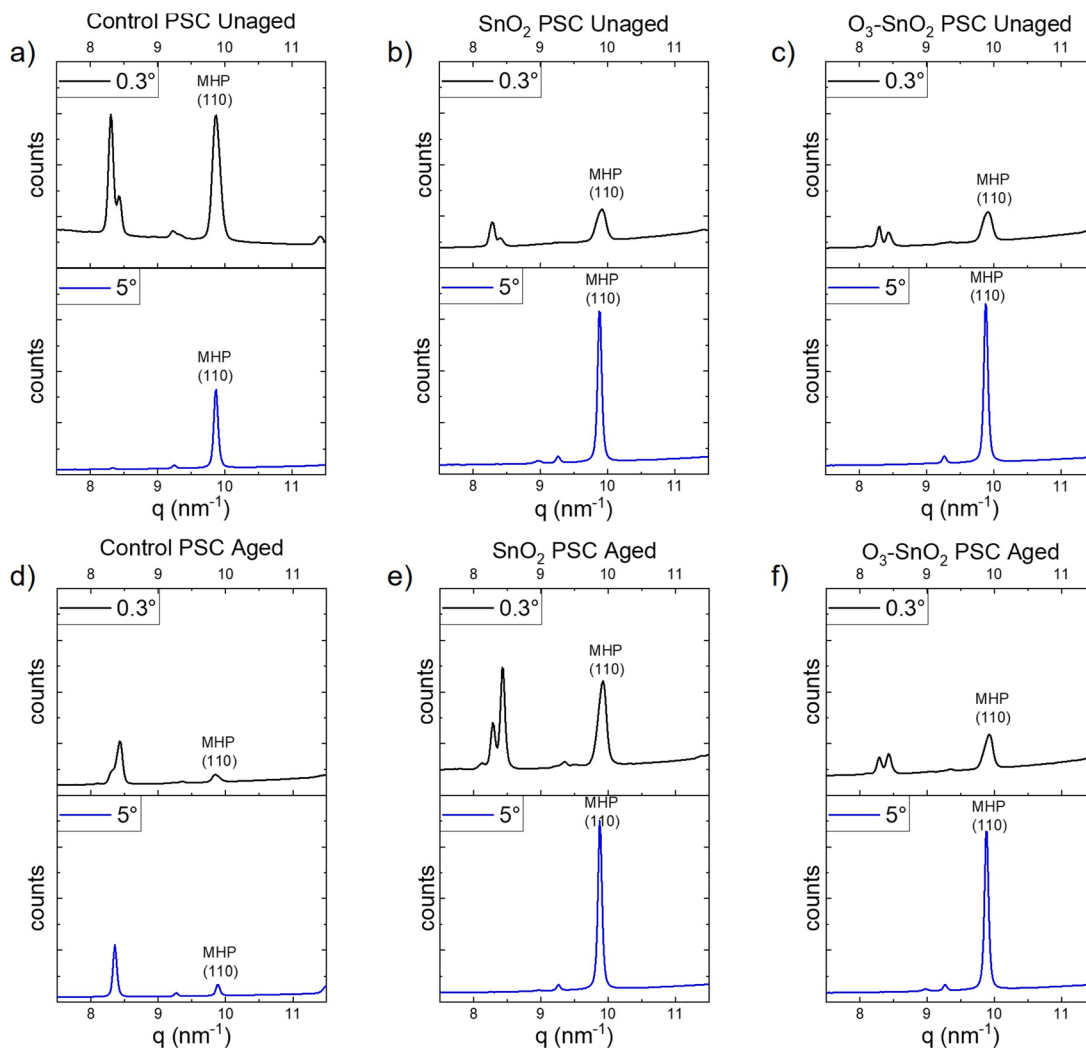 Control PSC Unaged
SnO₂ PSC Unaged
O₃-SnO₂ PSC Unaged
a)
8 9 10 11
0.3°
MHP
(110)
counts
5°
MHP
(110)
counts
8 9 10 11
q (nm⁻¹)
b)
8 9 10 11
0.3°
MHP
(110)
counts
5°
MHP
(110)
counts
8 9 10 11
q (nm⁻¹)
c)
8 9 10 11
0.3°
MHP
(110)
counts
5°
MHP
(110)
counts
8 9 10 11
q (nm⁻¹)
Control PSC Aged
SnO₂ PSC Aged
O₃-SnO₂ PSC Aged
d)
8 9 10 11
0.3°
MHP
(110)
counts
5°
MHP
(110)
counts
8 9 10 11
q (nm⁻¹)
e)
8 9 10 11
0.3°
MHP
(110)
counts
5°
MHP
(110)
counts
8 9 10 11
q (nm⁻¹)
f)
8 9 10 11
0.3°
MHP
(110)
counts
5°
MHP
(110)
counts
8 9 10 11
q (nm⁻¹)